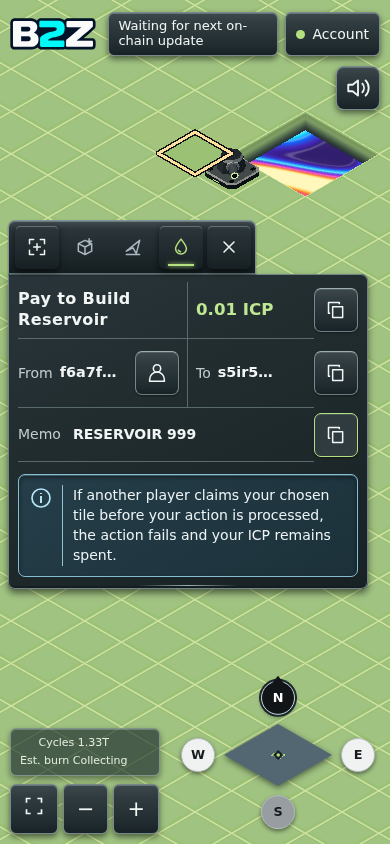 B2Z
Waiting for next on-
chain update
Account
Pay to Build
Reservoir
0.01 ICP
From f6a7f...
To s5ir5...
Memo RESERVOIR 999
If another player claims your chosen
tile before your action is processed,
the action fails and your ICP remains
spent.
N
W
E
S
Cycles 1.33T
Est. burn Collecting